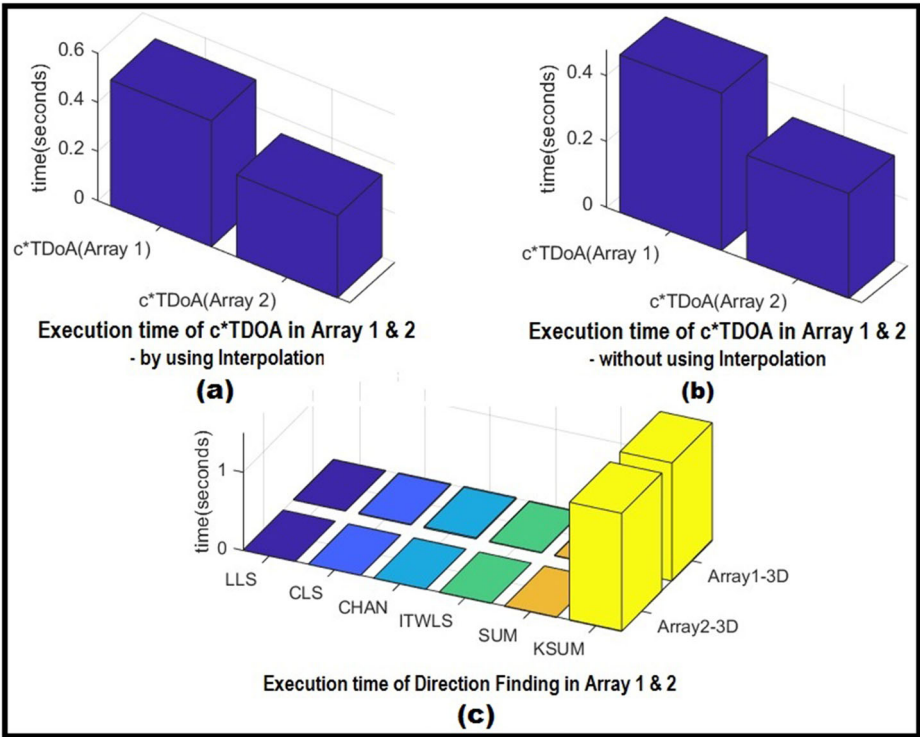 0.6
0.4
0.2
0
time(seconds)
c*TDoA(Array 1)
c*TDoA(Array 2)
Execution time of c*TDOA in Array 1 & 2
- by using Interpolation
(a)
0.4
0.2
0
time(seconds)
c*TDoA(Array 1)
c*TDoA(Array 2)
Execution time of c*TDOA in Array 1 & 2
- without using Interpolation
(b)
1
0
time(seconds)
LLS
CLS
CHAN
ITWLS
SUM
KSUM
Array1-3D
Array2-3D
Execution time of Direction Finding in Array 1 & 2
(c)